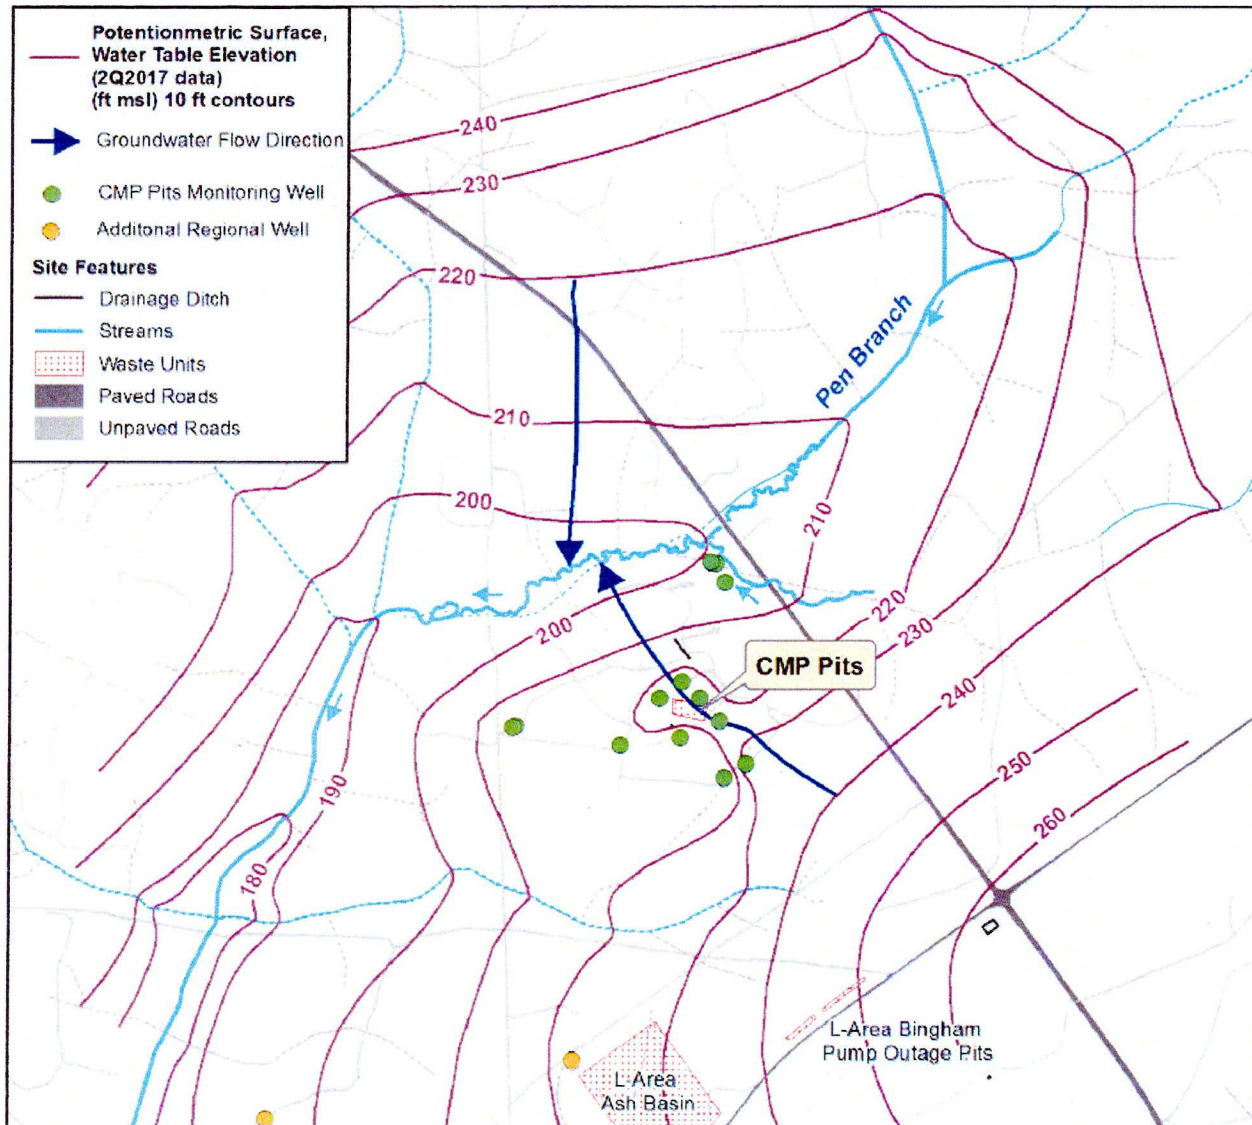 Potentionmetric Surface,
Water Table Elevation
(2Q2017 data)
(ft msl) 10 ft contours
Groundwater Flow Direction
CMP Pits Monitoring Well
Additonal Regional Well
Site Features
Drainage Ditch
Streams
Waste Units
Paved Roads
Unpaved Roads
240
230
220
Pen Branch
210
200
210
220
200
230
CMP Pits
240
250
190
260
180
L-Area Bingham
Pump Outage Pits
L-Area
Ash Basin